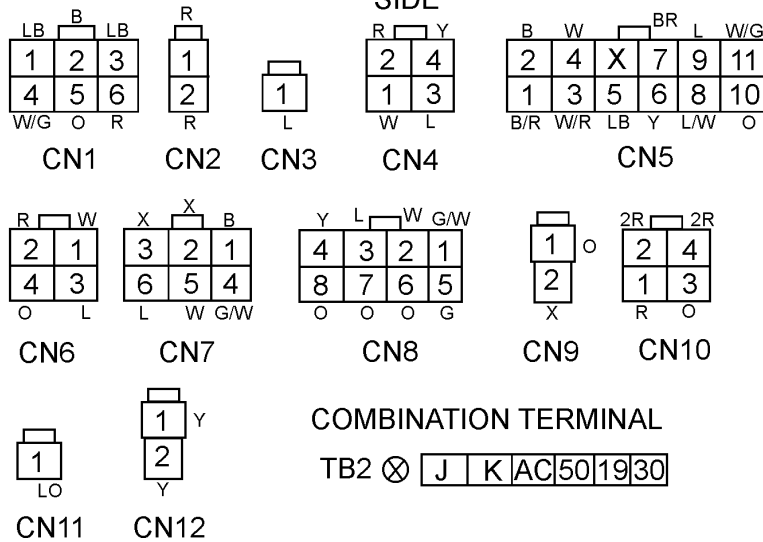 SIDE
R
B
LB LB
R Y
B W BR L W/G
1 2 3
1
2 4
2 4 X 7 9 11
4 5 6
2
1
1 3
1 3 5 6 8 10
W/G O R
R
L
W L
B/R W/R LB Y L/W O
CN1 CN2 CN3 CN4 CN5
R W
X X B
Y L W G/W
2R 2R
2 1
3 2 1
4 3 2 1
1 O
2 4
4 3
6 5 4
8 7 6 5
2
1 3
O L
L W G/W
O O O G
X
R O
CN6 CN7 CN8 CN9 CN10
1 Y
COMBINATION TERMINAL
1
2
TB2 J K AC 50 19 30
LO
Y
CN11 CN12